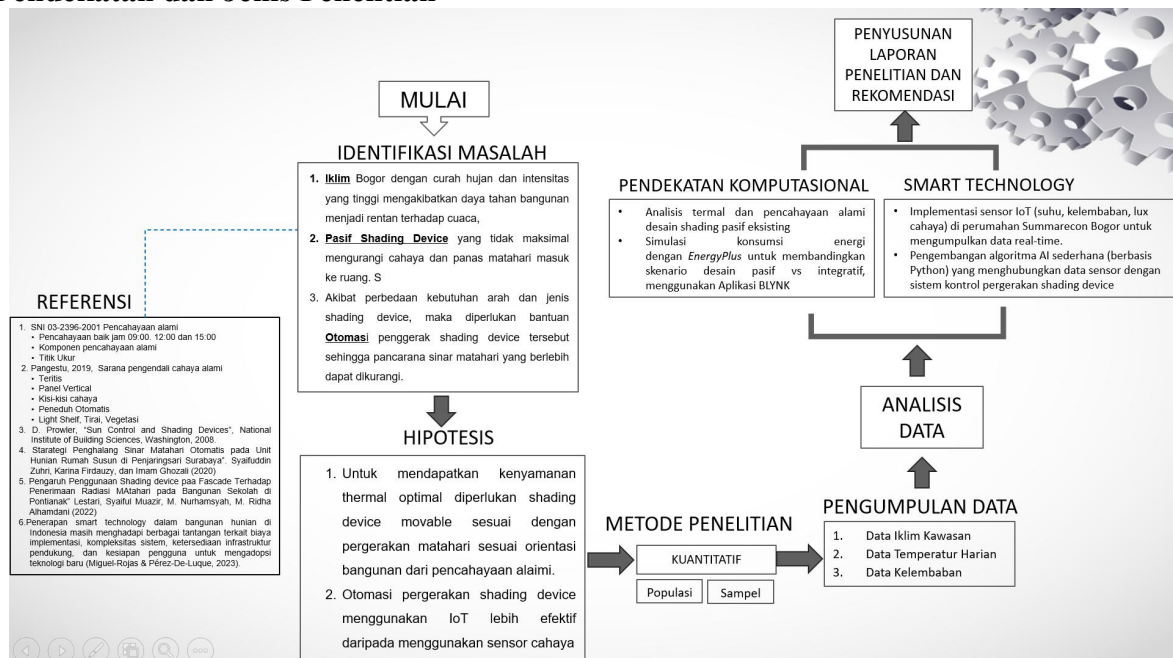 Pendekatan dan Jenis Penelitian
MULAI
IDENTIFIKASI MASALAH
1. Iklim Bogor dengan curah hujan dan intensitas
yang tinggi mengakibatkan daya tahan bangunan
menjadi rentan terhadap cuaca,
2. Pasif Shading Device yang tidak maksimal
mengurangi cahaya dan panas matahari masuk
ke ruang. S
3. Akibat perbedaan kebutuhan arah dan jenis
shading device, maka diperlukan bantuan
Otomasi penggerak shading device tersebut
sehingga pancarana sinar matahari yang berlebih
dapat dikurangi.
REFERENSI
1. SNI 03-2396-2001 Pencahayaan alami
• Pencahayaan baik jam 09:00. 12:00 dan 15:00
• Komponen pencahayaan alami
• Titik Ukur
2. Pangestu, 2019, Sarana pengendali cahaya alami
• Teritis
• Panel Vertical
• Kisi-kisi cahaya
• Peneduh Otomatis
• Light Shelf, Tirai, Vegetasi
3. D. Prowler, "Sun Control and Shading Devices", National
Institute of Building Sciences, Washington, 2008.
4. Starategi Penghalang Sinar Matahari Otomatis pada Unit
Hunian Rumah Susun di Penjaringsari Surabaya". Syaifuddin
Zuhri, Karina Firdauzy, dan Imam Ghozali (2020)
5. Pengaruh Penggunaan Shading device paa Fascade Terhadap
Penerimaan Radiasi MAtahari pada Bangunan Sekolah di
Pontianak" Lestari, Syaiful Muazir, M. Nurhamsyah, M. Ridha
Alhamdani (2022)
6.Penerapan smart technology dalam bangunan hunian di
Indonesia masih menghadapi berbagai tantangan terkait biaya
implementasi, kompleksitas sistem, ketersediaan infrastruktur
pendukung, dan kesiapan pengguna untuk mengadopsi
teknologi baru (Miguel-Rojas & Pérez-De-Luque, 2023).
HIPOTESIS
1. Untuk mendapatkan kenyamanan
thermal optimal diperlukan shading
device movable sesuai dengan
pergerakan matahari sesuai orientasi
bangunan dari pencahayaan alaimi.
2. Otomasi pergerakan shading device
menggunakan IoT lebih efektif
daripada menggunakan sensor cahaya
METODE PENELITIAN
KUANTITATIF
Populasi
Sampel
PENGUMPULAN DATA
1. Data Iklim Kawasan
2. Data Temperatur Harian
3. Data Kelembaban
ANALISIS
DATA
PENDEKATAN KOMPUTASIONAL
• Analisis termal dan pencahayaan alami
desain shading pasif eksisting
• Simulasi konsumsi energi
dengan EnergyPlus untuk membandingkan
skenario desain pasif vs integratif,
menggunakan Aplikasi BLYNK
SMART TECHNOLOGY
• Implementasi sensor IoT (suhu, kelembaban, lux
cahaya) di perumahan Summarecon Bogor untuk
mengumpulkan data real-time.
• Pengembangan algoritma AI sederhana (berbasis
Python) yang menghubungkan data sensor dengan
sistem kontrol pergerakan shading device
PENYUSUNAN
LAPORAN
PENELITIAN DAN
REKOMENDASI